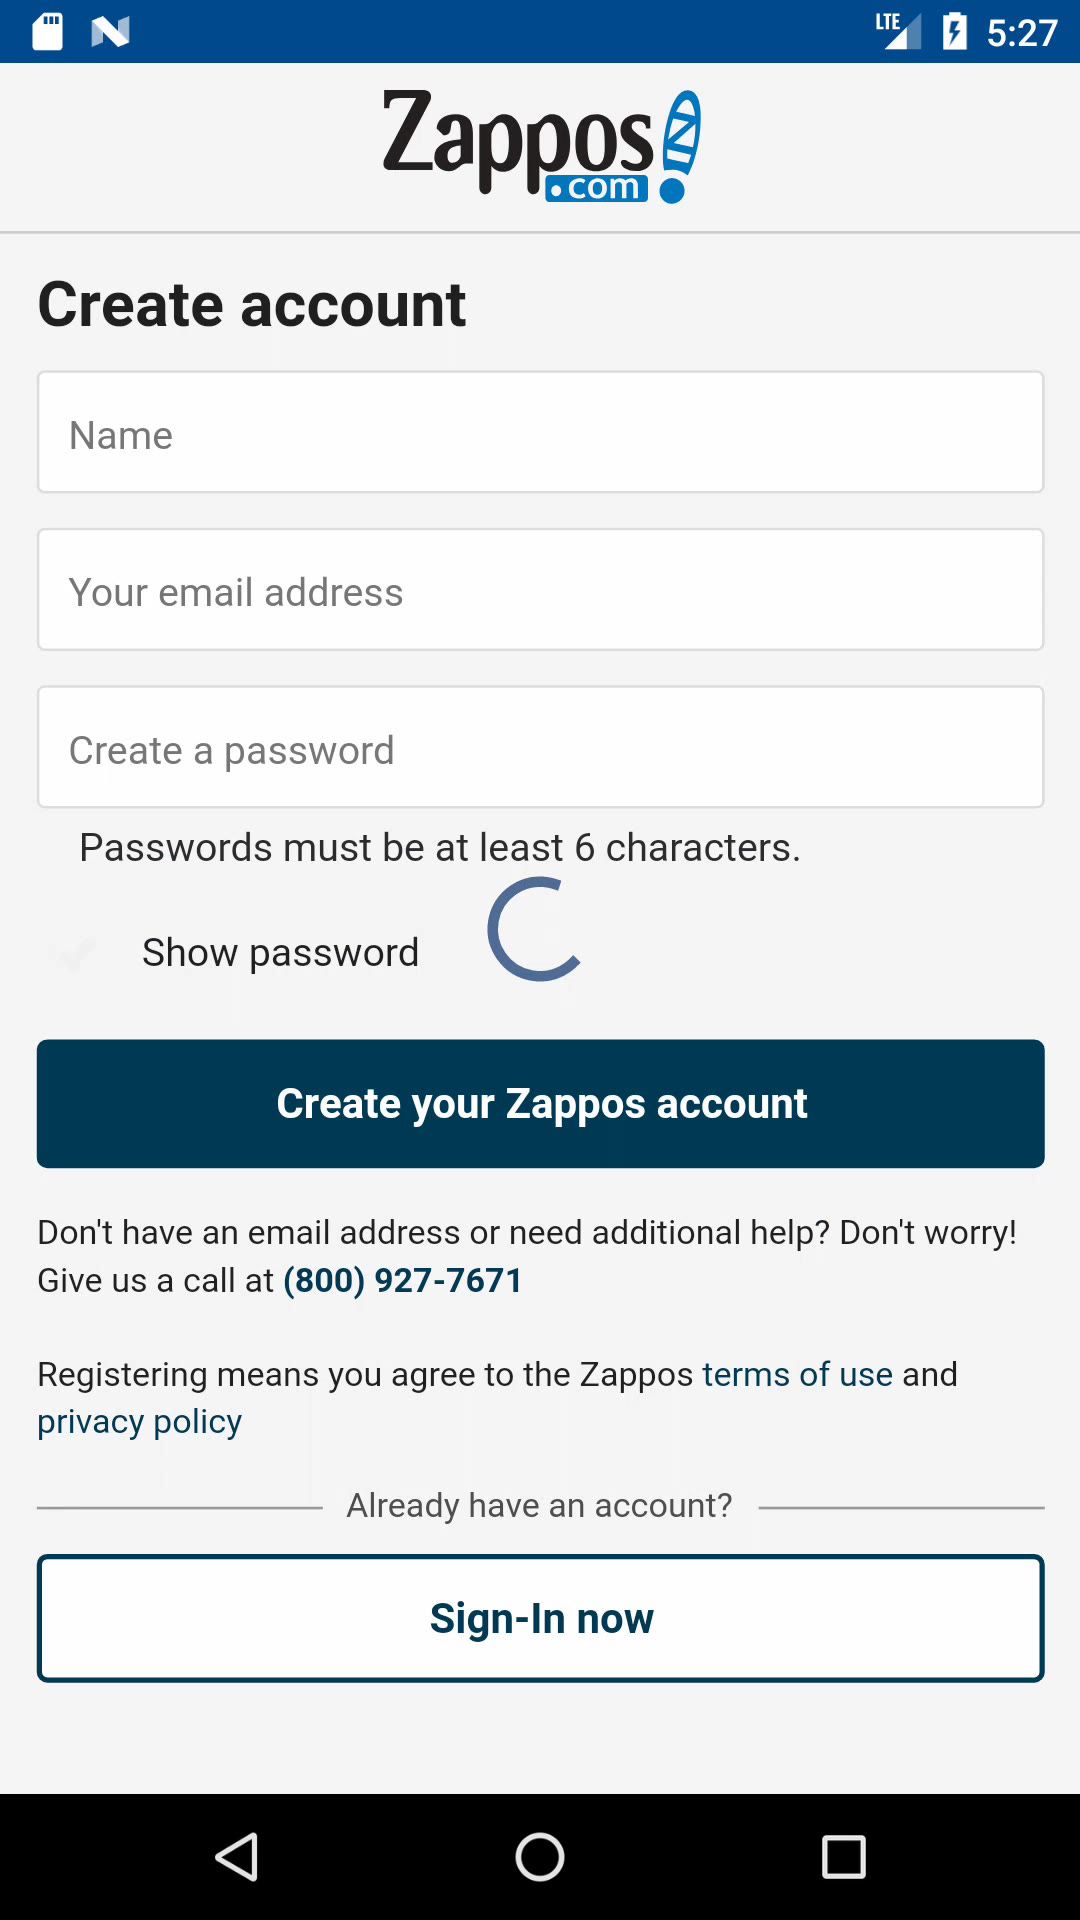 LTE 5:27
Zappos
.com
Create account
Name
Your email address
Create a password
Passwords must be at least 6 characters.
Show password
Create your Zappos account
Don't have an email address or need additional help? Don't worry!
Give us a call at (800) 927-7671
Registering means you agree to the Zappos terms of use and
privacy policy
Already have an account?
Sign-In now